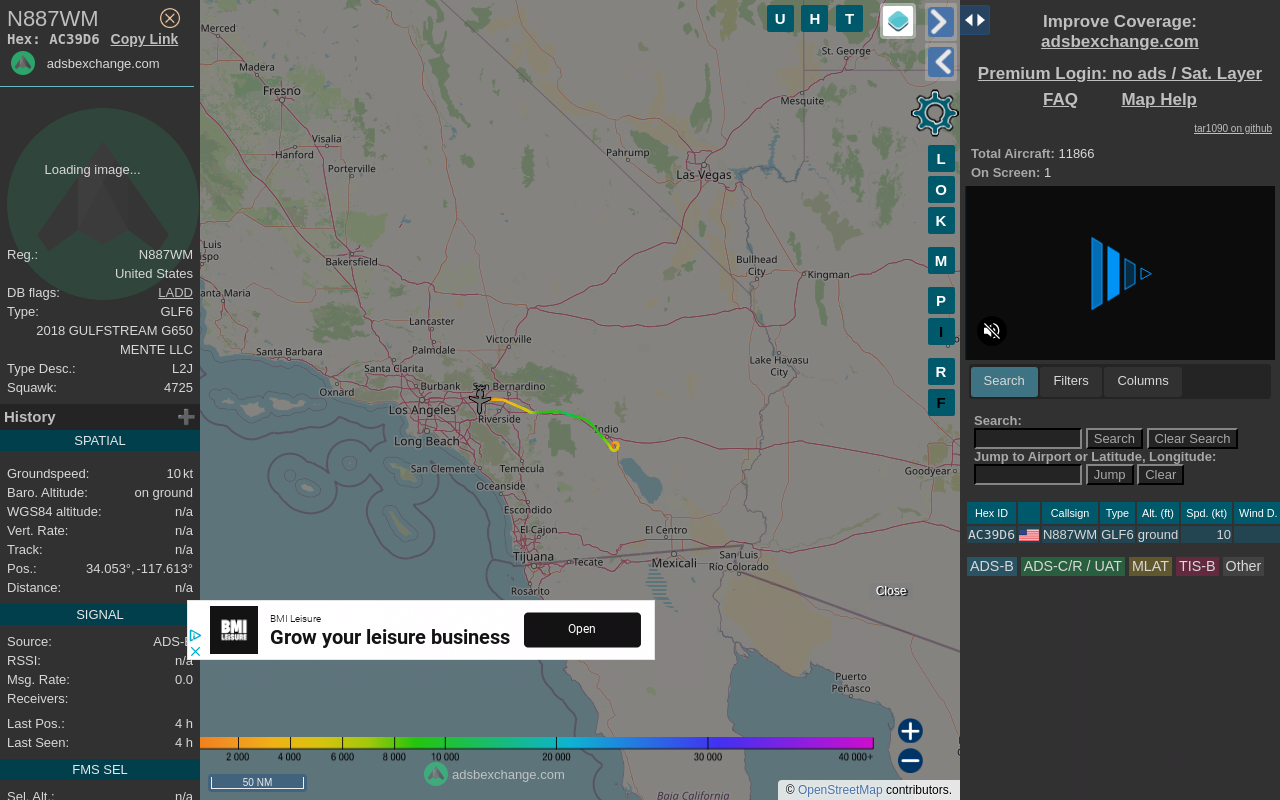 N887WM
Hex: AC39D6 Copy Link
adsbexchange.com
Loading image...
Reg.: N887WM
United States
DB flags: LADD
Type: GLF6
2018 GULFSTREAM G650
MENTE LLC
Type Desc.: L2J
Squawk: 4725
History
SPATIAL
Groundspeed: 10 kt
Baro. Altitude: on ground
WGS84 altitude: n/a
Vert. Rate: n/a
Track: n/a
Pos.: 34.053°, -117.613°
Distance: n/a
SIGNAL
Source: ADS-B
RSSI: n/a
Msg. Rate: 0.0
Receivers:
Last Pos.: 4 h
Last Seen: 4 h
FMS SEL
Sel. Alt.: n/a
U H T
Merced
Madera
Fresno
Visalia
Hanford
Porterville
St. George
Mesquite
Pahrump
Las Vegas
Luis
ispo
Bakersfield
Bullhead
City
Kingman
anta Maria
Lancaster
Palmdale
Victorville
Santa Barbara
Santa Clarita
Lake Havasu
City
Oxnard
Burbank
San Bernardino
Los Angeles
Riverside
Indio
Long Beach
San Clemente
Temecula
Goodyear
Oceanside
Escondido
El Cajon
El Centro
Tijuana
Tecate
Mexicali
San Luis
Río Colorado
Rosarito
Puerto
Peñasco
Baja California
L
O
K
M
P
I
R
F
Close
BMI Leisure
BMI
LEISURE
Grow your leisure business
Open
2 000 4 000 6 000 8 000 10 000 20 000 30 000 40 000+
adsbexchange.com
50 NM
© OpenStreetMap contributors.
Improve Coverage:
adsbexchange.com
Premium Login: no ads / Sat. Layer
FAQ Map Help
tar1090 on github
Total Aircraft: 11866
On Screen: 1
Search Filters Columns
Search:
Search Clear Search
Jump to Airport or Latitude, Longitude:
Jump Clear
Hex ID Callsign Type Alt. (ft) Spd. (kt) Wind D.
AC39D6 N887WM GLF6 ground 10
ADS-B ADS-C/R / UAT MLAT TIS-B Other